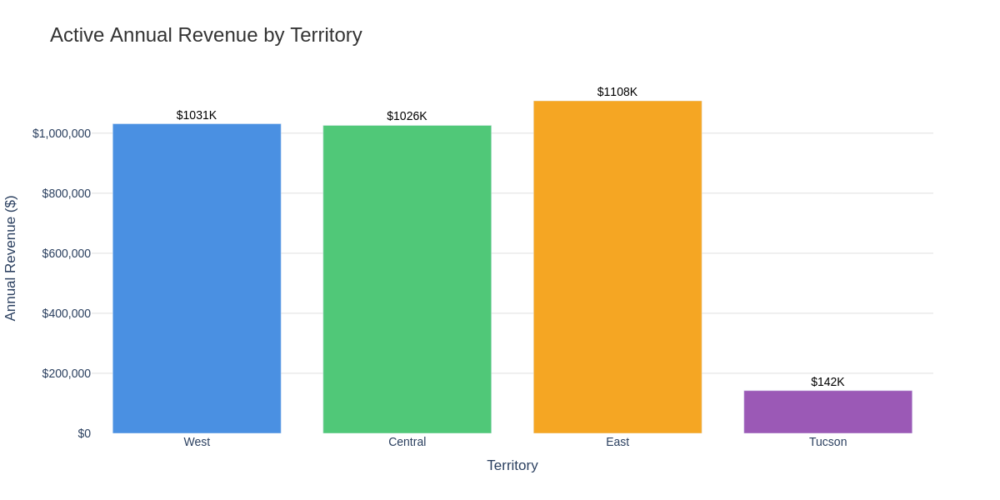 Active Annual Revenue by Territory
$1031K
$1026K
$1108K
$142K
$1,000,000
$800,000
$600,000
$400,000
$200,000
$0
Annual Revenue ($)
West
Central
East
Tucson
Territory